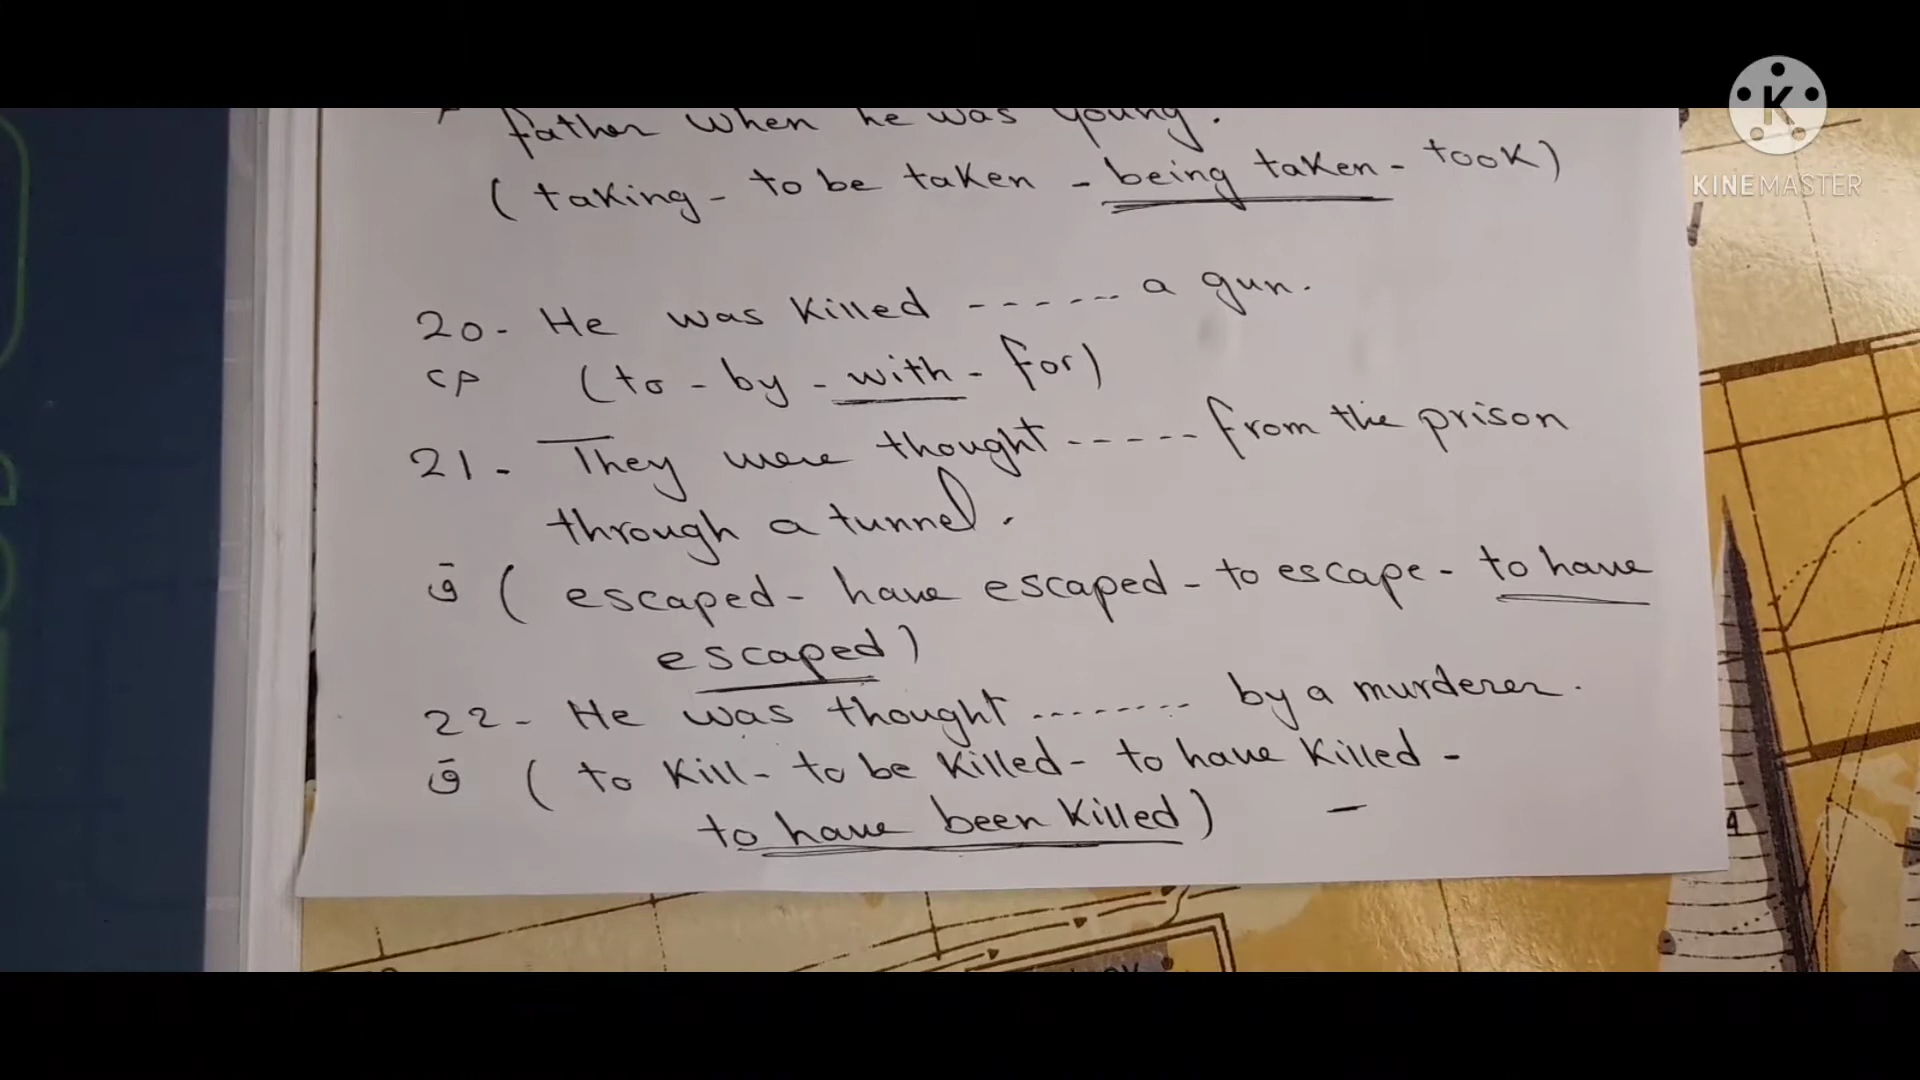 father when he was young.
(taking - to be taken - being taken - took)
20- He was killed ------ a gun.
(to - by - with - for)
21- They were thought ----- from the prison
through a tunnel.
( escaped - have escaped - to escape - to have
escaped)
22- He was thought -------- by a murderer.
( to kill - to be killed - to have killed -
to have been killed)
K
KINEMASTER